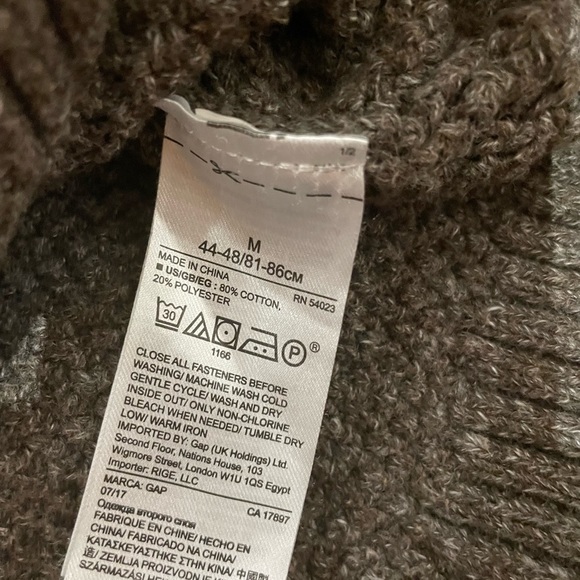 1/2
M
44-48/81-86CM
MADE IN CHINA RN 54023
■ US/GB/EG : 80% COTTON,
20% POLYESTER
30 P ®
1166
CLOSE ALL FASTENERS BEFORE
WASHING/ MACHINE WASH COLD
GENTLE CYCLE/ WASH AND DRY
INSIDE OUT/ ONLY NON-CHLORINE
BLEACH WHEN NEEDED/ TUMBLE DRY
LOW/ WARM IRON
IMPORTED BY: Gap (UK Holdings) Ltd.
Second Floor, Nations House, 103
Wigmore Street, London W1U 1QS Egypt
Importer: RIGE, LLC
MARCA: GAP CA 17897
07/17
Одежда второго слоя
FABRIQUE EN CHINE/ HECHO EN
CHINA/ FABRICADO NA CHINA/
ΚΑΤΑΣΚΕΥΑΣΤΗΚΕ ΣΤΗΝ ΚΙΝΑ/ 中國製
造/ ZEMLJA PROIZVODNJE
SZÁRMAZÁSI HE